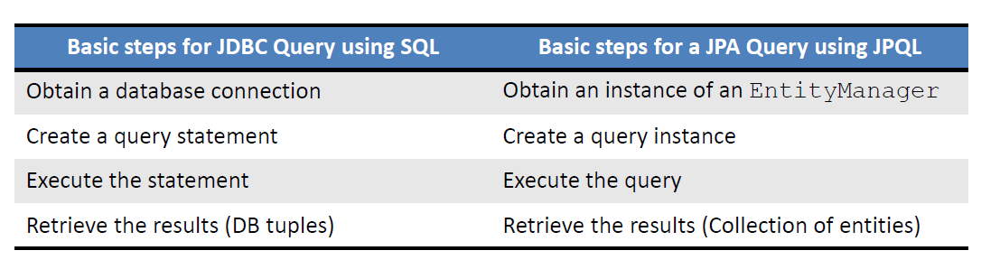 Basic steps for JDBC Query using SQL Basic steps for a JPA Query using JPQL
Obtain a database connection Obtain an instance of an EntityManager
Create a query statement Create a query instance
Execute the statement Execute the query
Retrieve the results (DB tuples) Retrieve the results (Collection of entities)